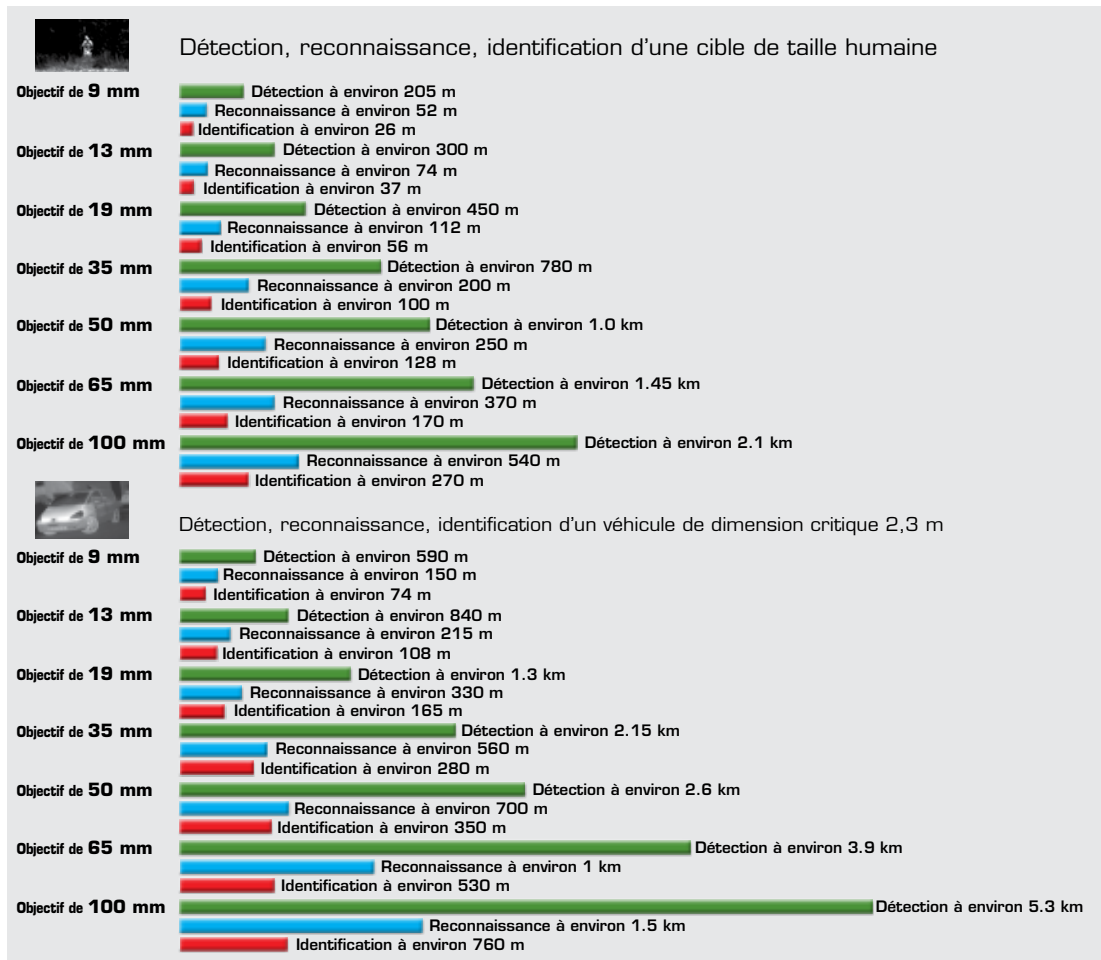 Détection, reconnaissance, identification d'une cible de taille humaine
Objectif de 9 mm
Détection à environ 205 m
Reconnaissance à environ 52 m
Identification à environ 26 m
Objectif de 13 mm
Détection à environ 300 m
Reconnaissance à environ 74 m
Identification à environ 37 m
Objectif de 19 mm
Détection à environ 450 m
Reconnaissance à environ 112 m
Identification à environ 56 m
Objectif de 35 mm
Détection à environ 780 m
Reconnaissance à environ 200 m
Identification à environ 100 m
Objectif de 50 mm
Détection à environ 1.0 km
Reconnaissance à environ 250 m
Identification à environ 128 m
Objectif de 65 mm
Détection à environ 1.45 km
Reconnaissance à environ 370 m
Identification à environ 170 m
Objectif de 100 mm
Détection à environ 2.1 km
Reconnaissance à environ 540 m
Identification à environ 270 m
Détection, reconnaissance, identification d'un véhicule de dimension critique 2,3 m
Objectif de 9 mm
Détection à environ 590 m
Reconnaissance à environ 150 m
Identification à environ 74 m
Objectif de 13 mm
Détection à environ 840 m
Reconnaissance à environ 215 m
Identification à environ 108 m
Objectif de 19 mm
Détection à environ 1.3 km
Reconnaissance à environ 330 m
Identification à environ 165 m
Objectif de 35 mm
Détection à environ 2.15 km
Reconnaissance à environ 560 m
Identification à environ 280 m
Objectif de 50 mm
Détection à environ 2.6 km
Reconnaissance à environ 700 m
Identification à environ 350 m
Objectif de 65 mm
Détection à environ 3.9 km
Reconnaissance à environ 1 km
Identification à environ 530 m
Objectif de 100 mm
Détection à environ 5.3 km
Reconnaissance à environ 1.5 km
Identification à environ 760 m